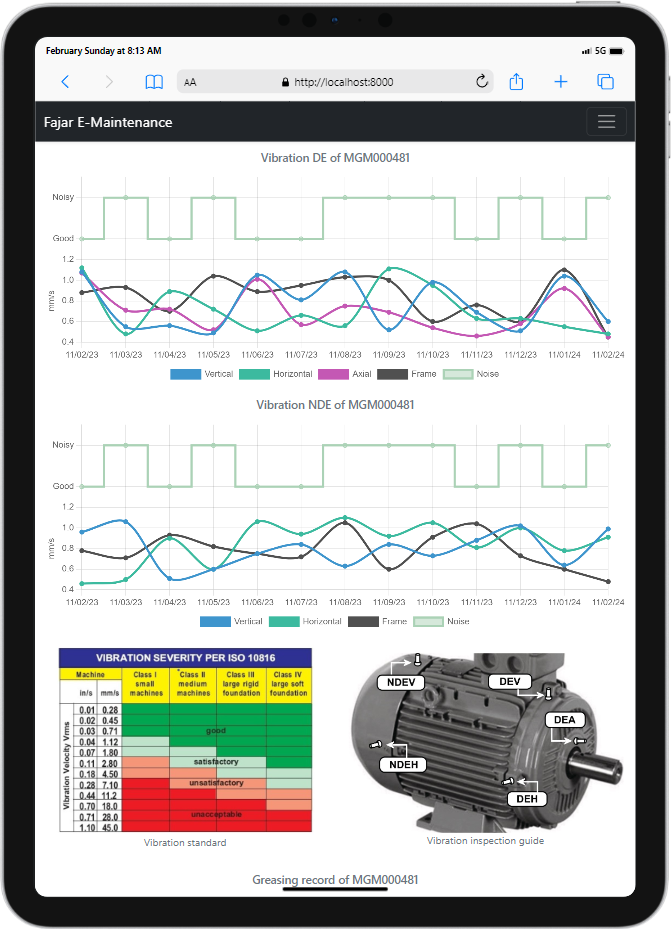 February Sunday at 8:13 AM
5G
AA
http://localhost:8000
Fajar E-Maintenance
Vibration DE of MGM000481
Noisy
Good
1.2
1.0
0.8
0.6
0.4
mm/s
11/02/23 11/03/23 11/04/23 11/05/23 11/06/23 11/07/23 11/08/23 11/09/23 11/10/23 11/11/23 11/12/23 11/01/24 11/02/24
Vertical Horizontal Axial Frame Noise
Vibration NDE of MGM000481
Noisy
Good
1.2
1.0
0.8
0.6
0.4
mm/s
11/02/23 11/03/23 11/04/23 11/05/23 11/06/23 11/07/23 11/08/23 11/09/23 11/10/23 11/11/23 11/12/23 11/01/24 11/02/24
Vertical Horizontal Frame Noise
VIBRATION SEVERITY PER ISO 10816
Machine
in/s mm/s
Class I
small
machines
Class II
medium
machines
Class III
large rigid
foundation
Class IV
large soft
foundation
Vibration Velocity Vrms
0.01 0.28
0.02 0.45
0.03 0.71
0.04 1.12
0.07 1.80
0.11 2.80
0.18 4.50
0.28 7.10
0.44 11.2
0.70 18.0
0.71 28.0
1.10 45.0
good
satisfactory
unsatisfactory
unacceptable
Vibration standard
NDEV
DEV
DEA
NDEH
DEH
Vibration inspection guide
Greasing record of MGM000481